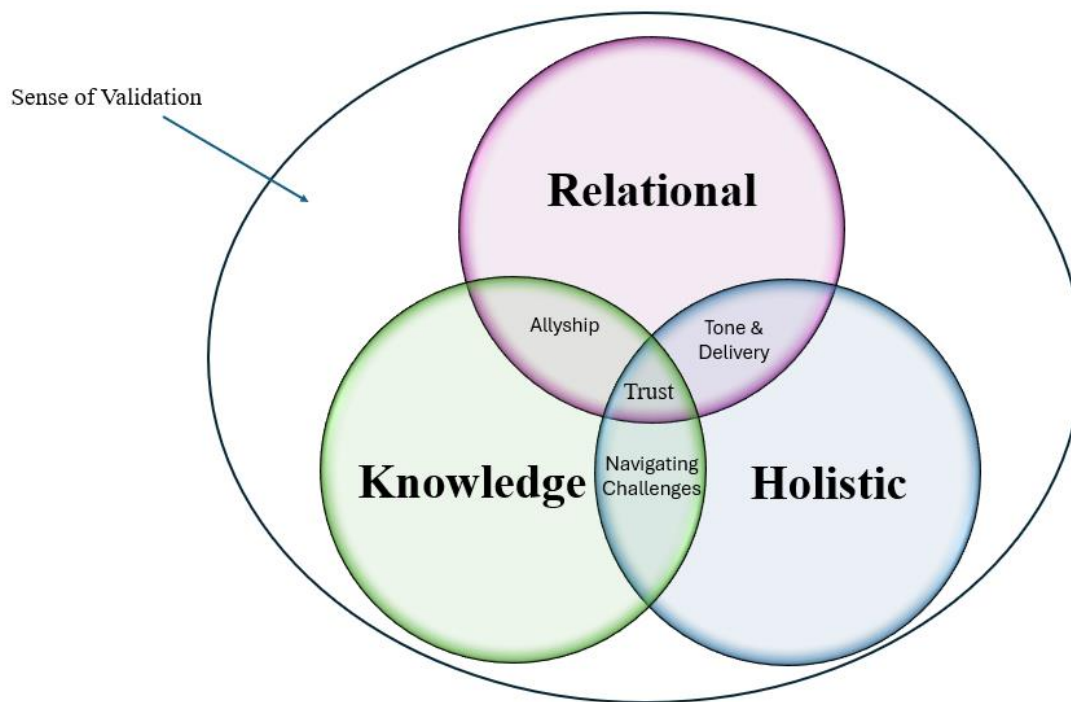 Sense of Validation
Relational
Allyship
Tone &
Delivery
Trust
Knowledge
Navigating
Challenges
Holistic